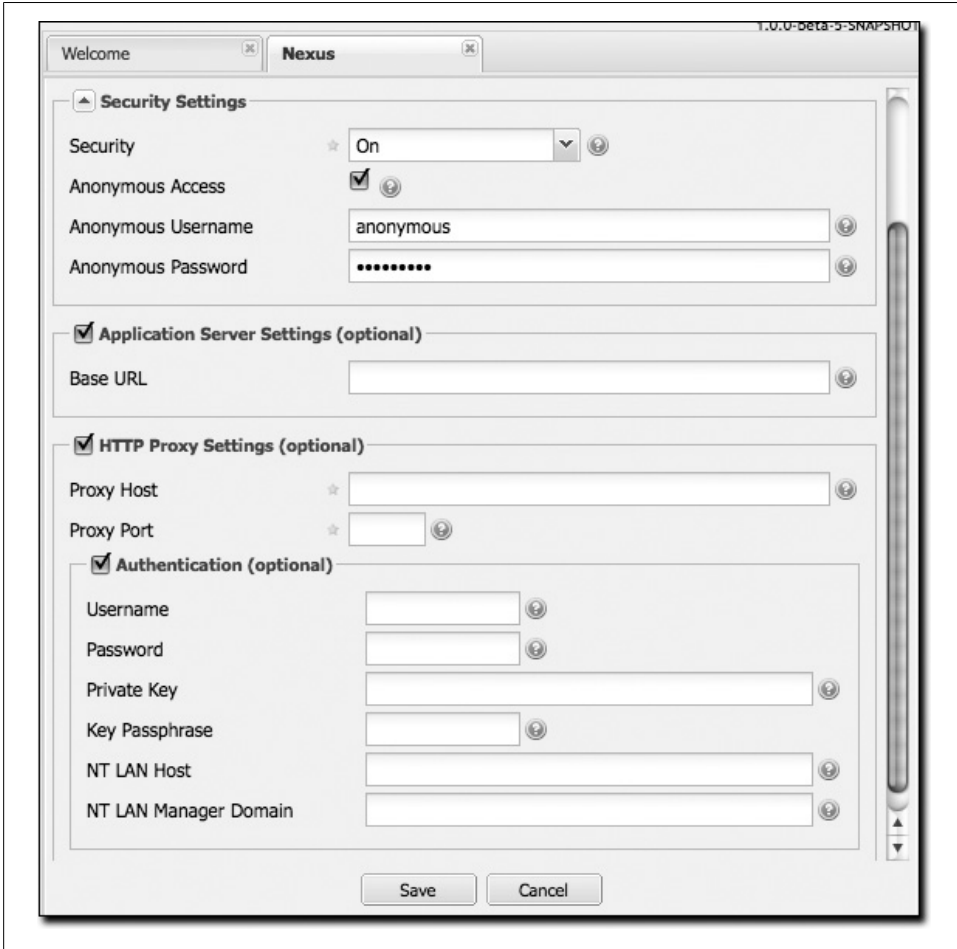 1.0.0-beta-5-SNAPSHOT
Welcome
Nexus
Security Settings
Security
On
Anonymous Access
Anonymous Username
anonymous
Anonymous Password
•••••••••
Application Server Settings (optional)
Base URL
HTTP Proxy Settings (optional)
Proxy Host
Proxy Port
Authentication (optional)
Username
Password
Private Key
Key Passphrase
NT LAN Host
NT LAN Manager Domain
Save
Cancel